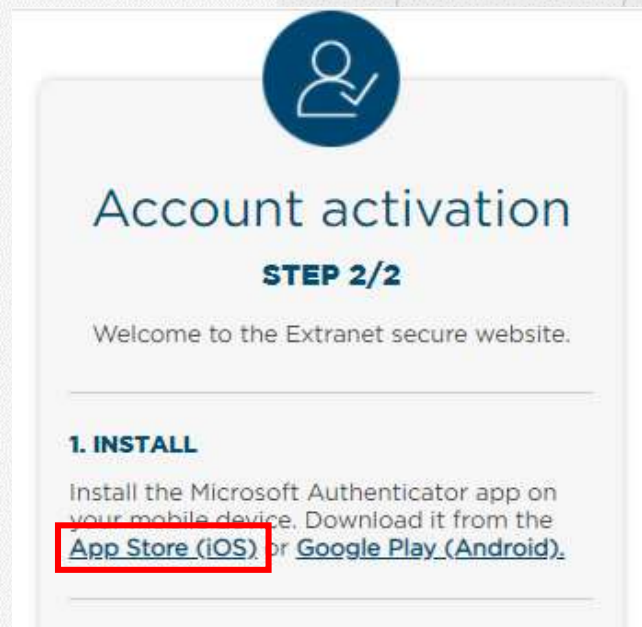 Account activation
STEP 2/2
Welcome to the Extranet secure website.
1. INSTALL
Install the Microsoft Authenticator app on
your mobile device. Download it from the
App Store (iOS) or Google Play (Android).